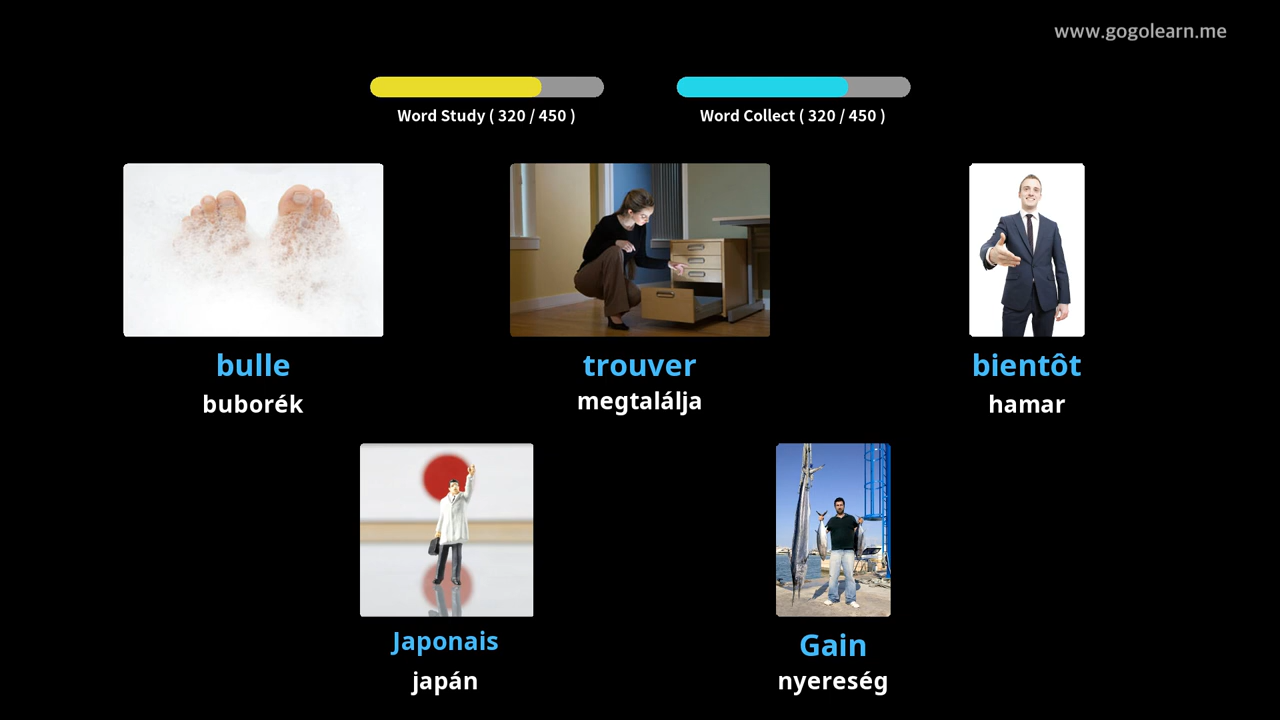 www.gogolearn.me
Word Study ( 320 / 450 )
Word Collect ( 320 / 450 )
bulle
buborék
trouver
megtalálja
bientôt
hamar
Japonais
japán
Gain
nyereség